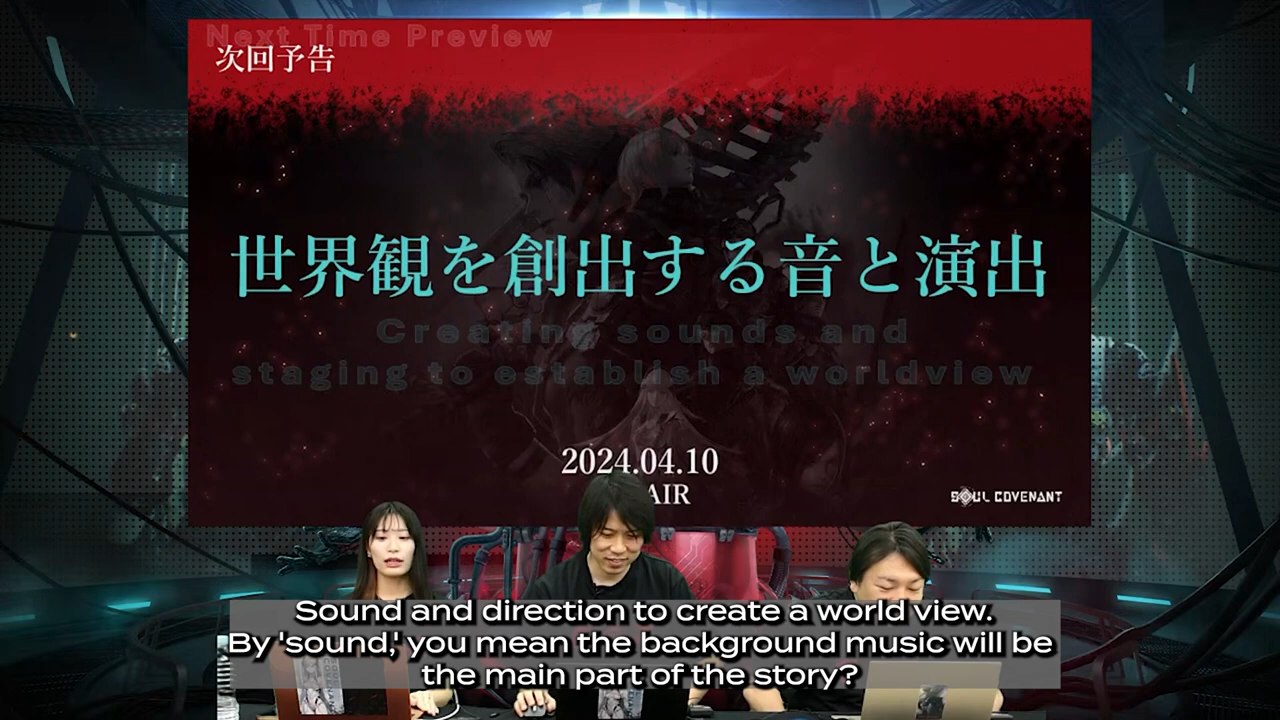 Next Time Preview
次回予告
世界観を創出する音と演出
Creating sounds and
staging to establish a worldview
2024.04.10
AIR
SOUL COVENANT
Sound and direction to create a world view.
By 'sound,' you mean the background music will be
the main part of the story?